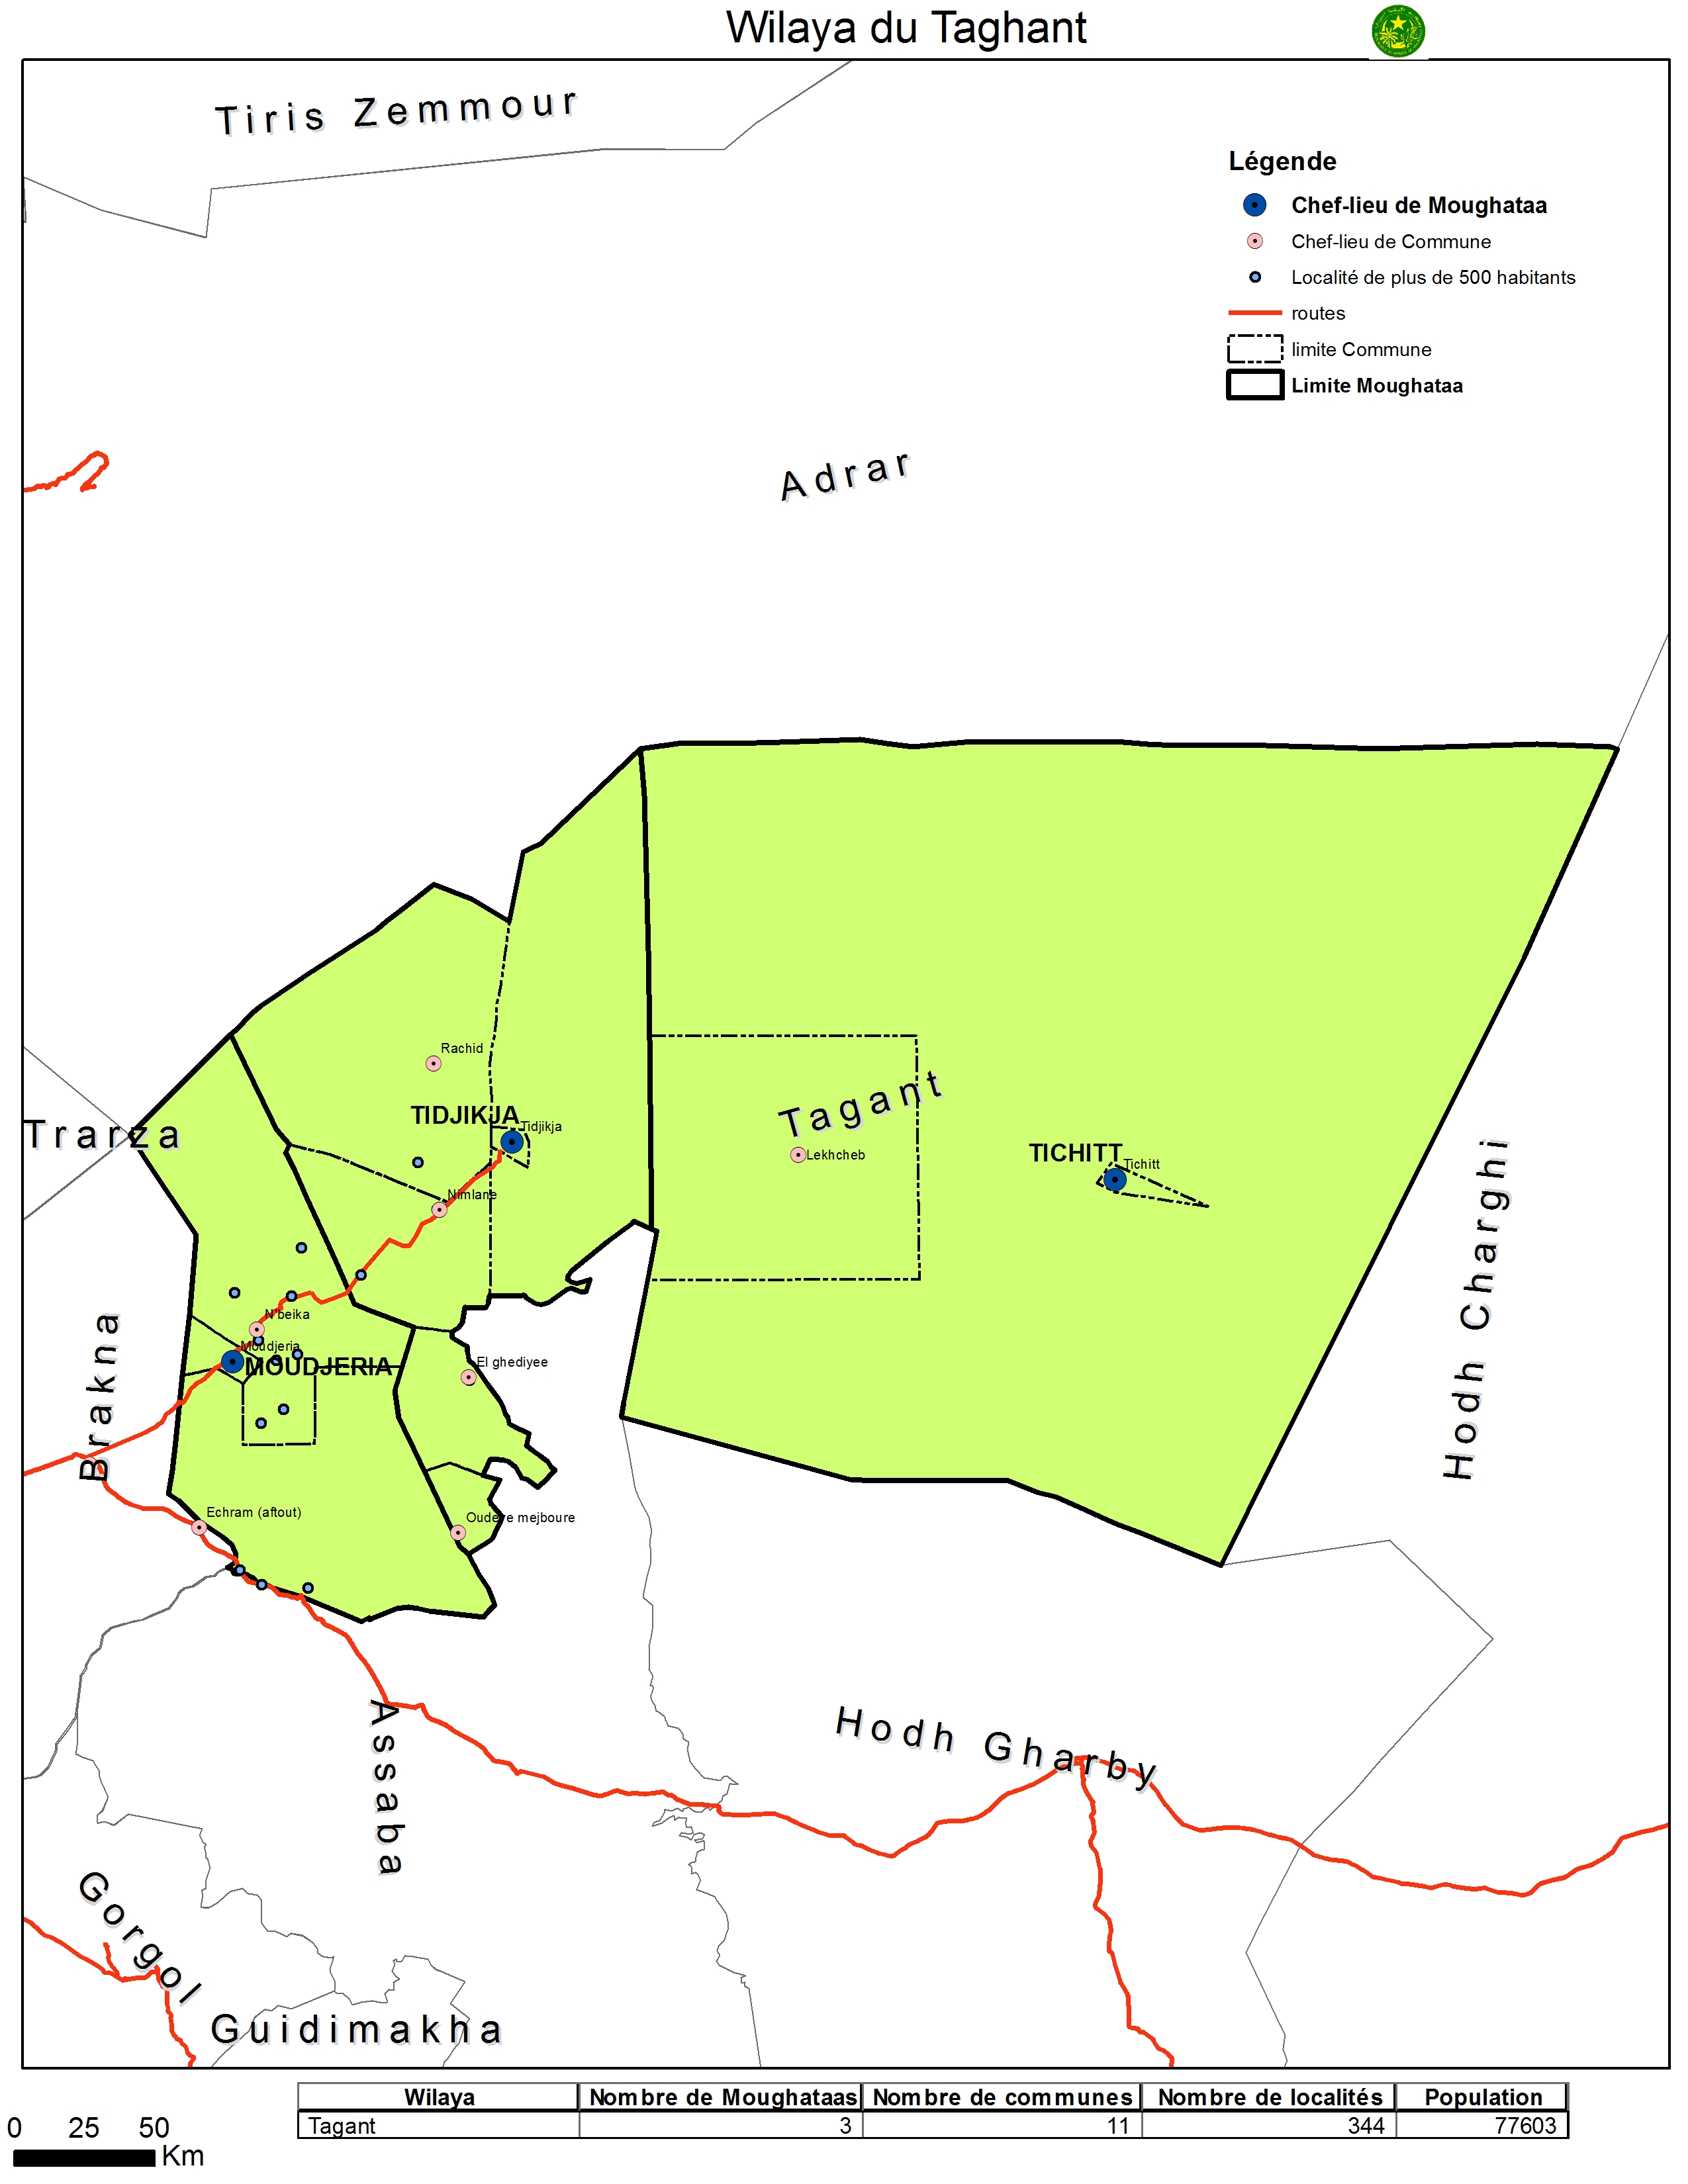 Wilaya du Taghant
Tiris Zemmour
Légende
Chef-lieu de Moughataa
Chef-lieu de Commune
Localité de plus de 500 habitants
routes
limite Commune
Limite Moughataa
Adrar
Rachid
Tagant
TIDJIKJA
Tidjikja
Trarza
Lekhcheb
TICHITT
Tichitt
Nimlane
Hodh Charghi
N'beika
Moudjeria
MOUDJERIA
El ghediyee
Brakna
Echram (aftout)
Oudeye mejboure
Assaba
Hodh Gharby
Gorgol
Guidimakha
Wilaya Nombre de Moughataas Nombre de communes Nombre de localités Population
Tagant 3 11 344 77603
0 25 50
Km